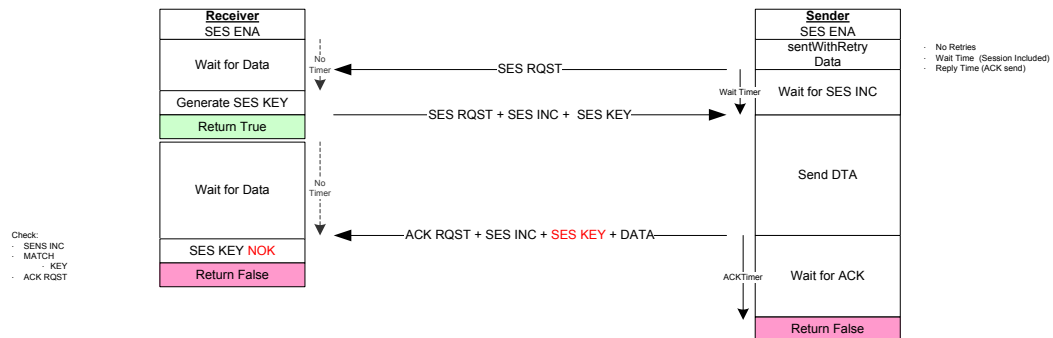 Receiver
SES ENA
Wait for Data
No
Timer
Generate SES KEY
Return True
Wait for Data
No
Timer
SES KEY NOK
Return False
Check:
· SENS INC
· MATCH
· KEY
· ACK RQST
SES RQST
SES RQST + SES INC + SES KEY
ACK RQST + SES INC + SES KEY + DATA
Sender
SES ENA
sentWithRetry
Data
Wait Timer
Wait for SES INC
Send DTA
ACKTimer
Wait for ACK
Return False
· No Retries
· Wait Time (Session Included)
· Reply Time (ACK send)